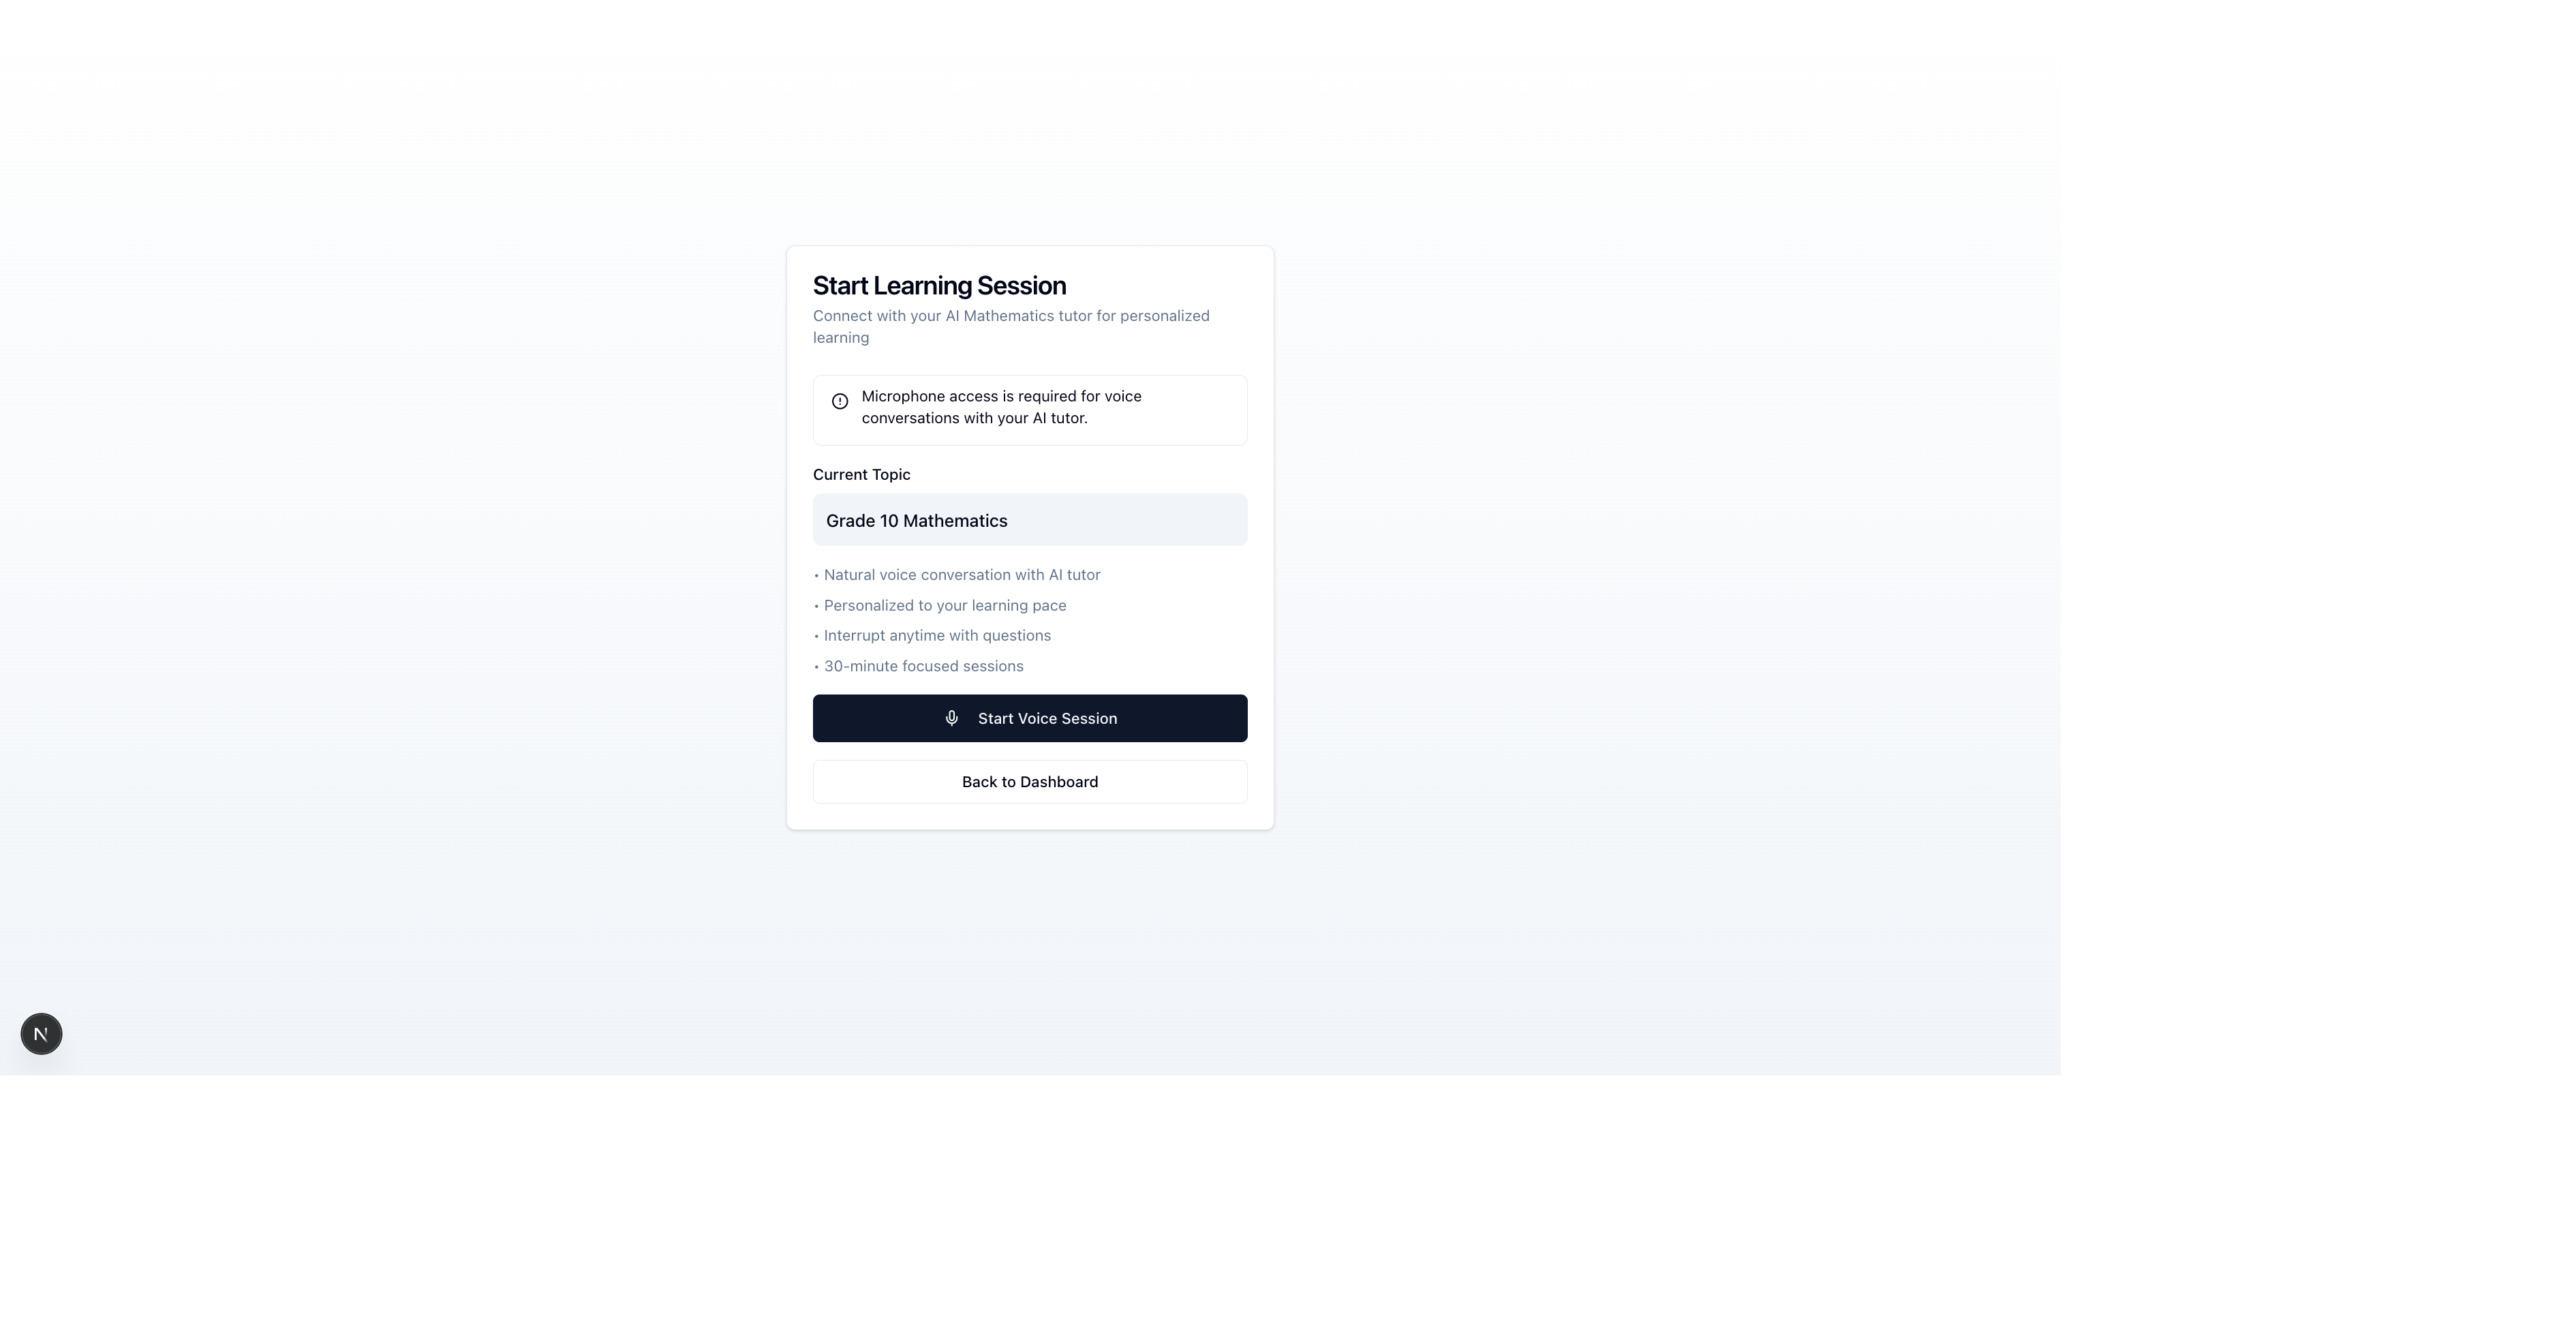 Start Learning Session
Connect with your AI Mathematics tutor for personalized
learning
Microphone access is required for voice
conversations with your AI tutor.
Current Topic
Grade 10 Mathematics
• Natural voice conversation with AI tutor
• Personalized to your learning pace
• Interrupt anytime with questions
• 30-minute focused sessions
Start Voice Session
Back to Dashboard
N